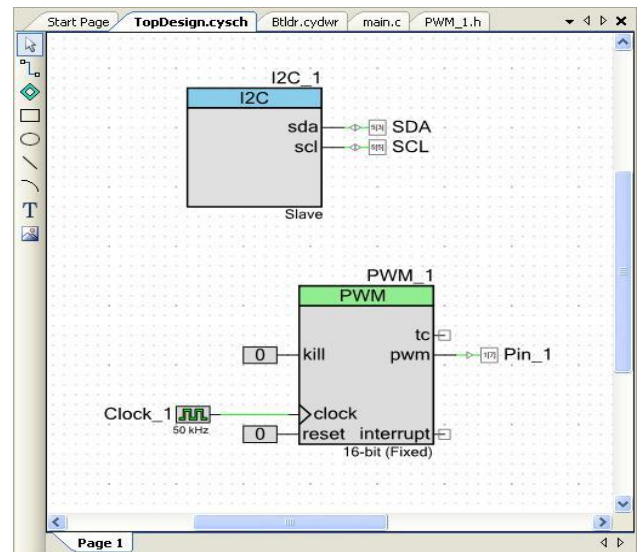 Start Page TopDesign.cysch Btldr.cydwr main.c PWM_1.h
I2C_1
I2C
sda SDA
scl SCL
Slave
PWM_1
PWM
tc
0 kill pwm Pin_1
Clock_1 clock
50 kHz
0 reset interrupt
16-bit (Fixed)
T
Page 1